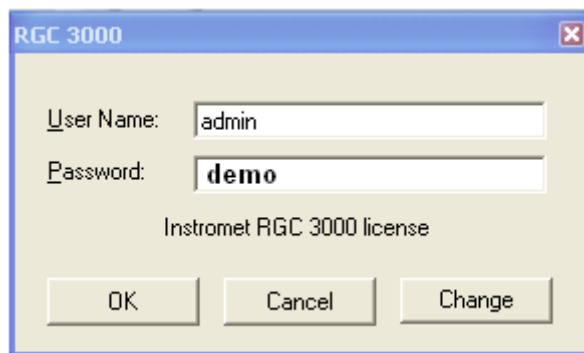 RGC 3000
User Name: admin
Password: demo
Instromet RGC 3000 license
OK Cancel Change